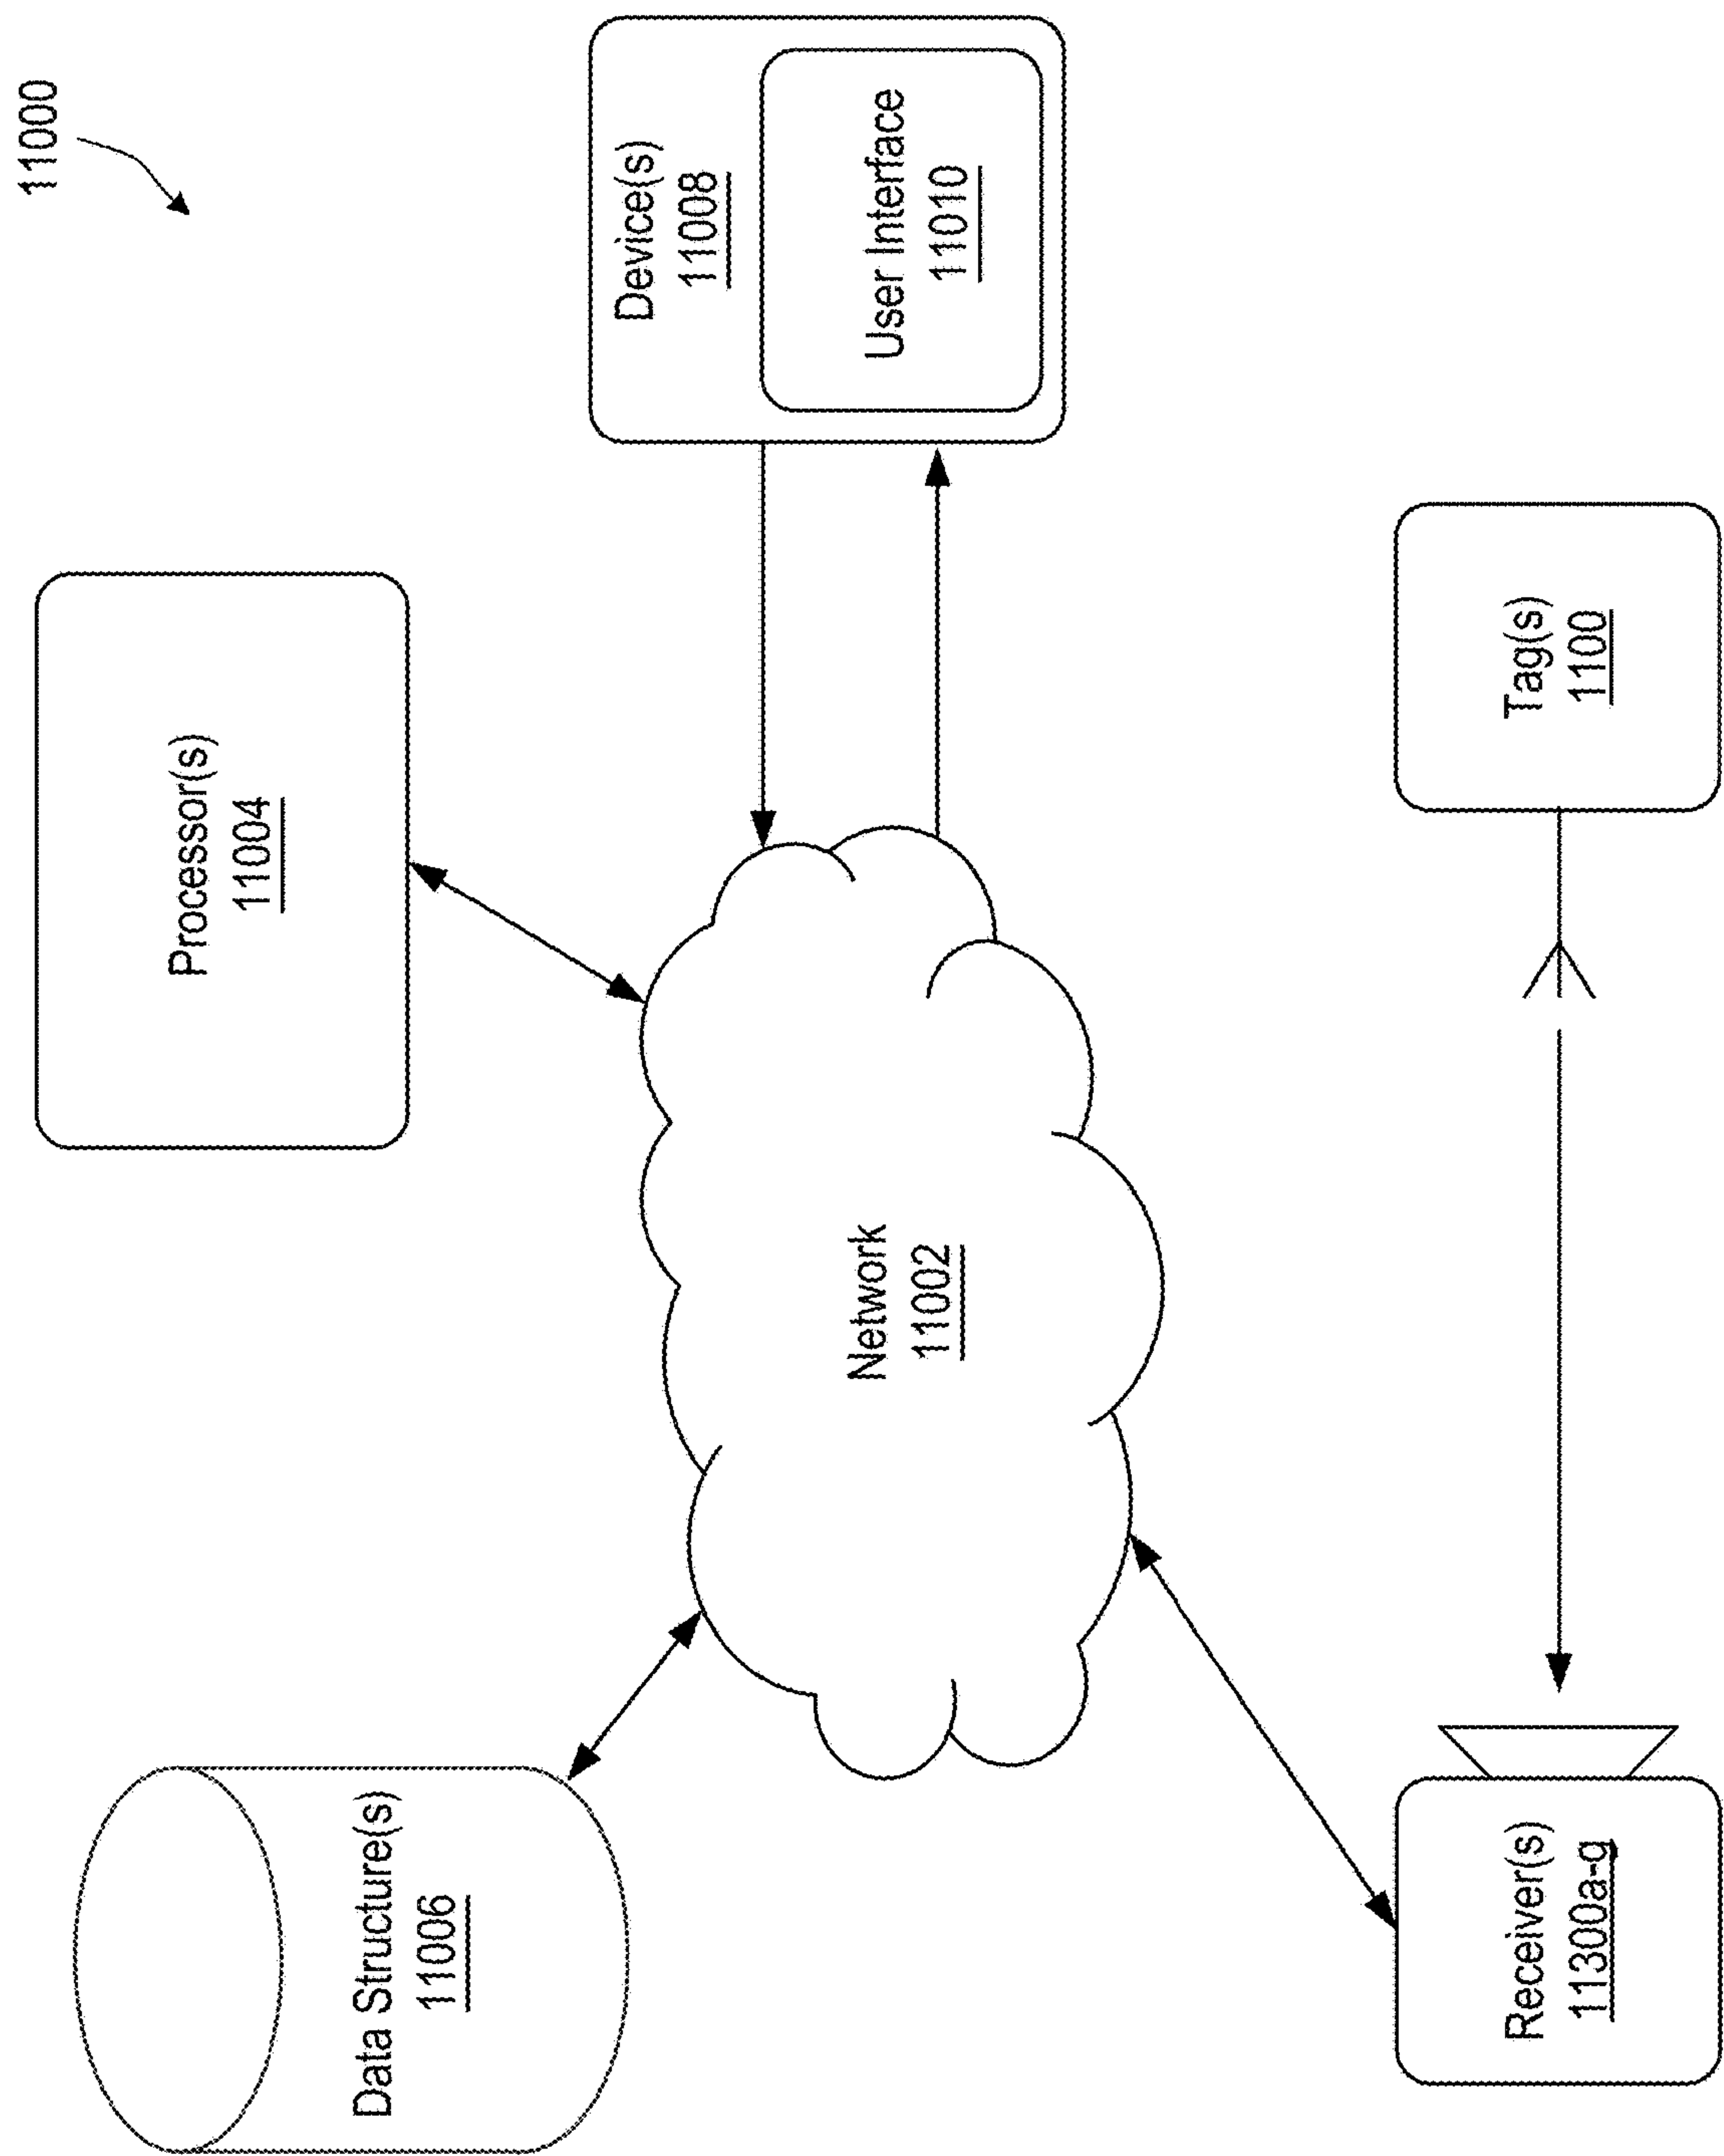 11000
Processor(s)
11004
Data Structure(s)
11006
Device(s)
11008
User Interface
11010
Network
11002
Receiver(s)
11300a-g
Tag(s)
1100